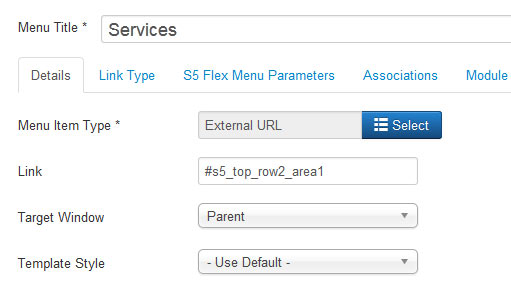 Menu Title * Services
Details Link Type S5 Flex Menu Parameters Associations Module
Menu Item Type * External URL Select
Link #s5_top_row2_area1
Target Window Parent
Template Style - Use Default -